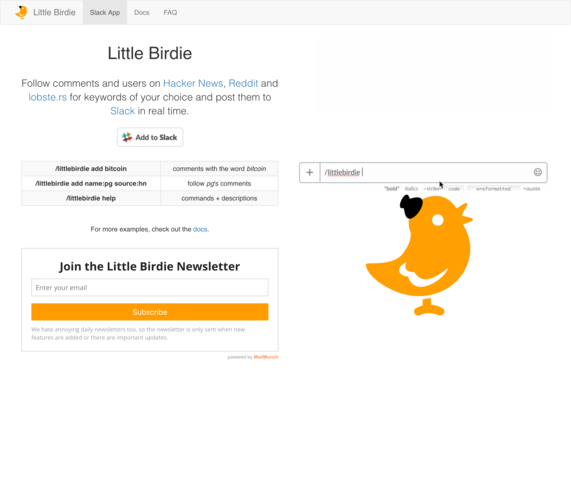 Little Birdie
Slack App
Docs
FAQ
Little Birdie
Follow comments and users on Hacker News, Reddit and
lobste.rs for keywords of your choice and post them to
Slack in real time.
Add to Slack
/littlebirdie add bitcoin comments with the word bitcoin
/littlebirdie add name:pg source:hn follow pg's comments
/littlebirdie help commands + descriptions
For more examples, check out the docs.
Join the Little Birdie Newsletter
Enter your email
Subscribe
We hate annoying daily newsletters too, so the newsletter is only sent when new
features are added or there are important updates.
powered by MadMunch
+ /littlebirdie
*bold* _italics_ ~strike~ `code` ```preformatted``` >quote